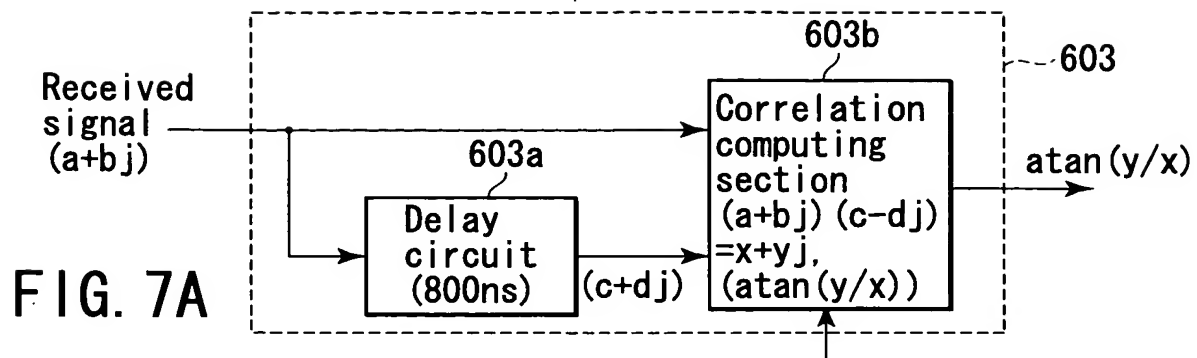 603b
603
Received
signal
(a+bj)
603a
Correlation
computing
section
(a+bj)(c-dj)
=x+yj,
(atan(y/x))
atan(y/x)
Delay
circuit
(800ns)
(c+dj)
FIG. 7A